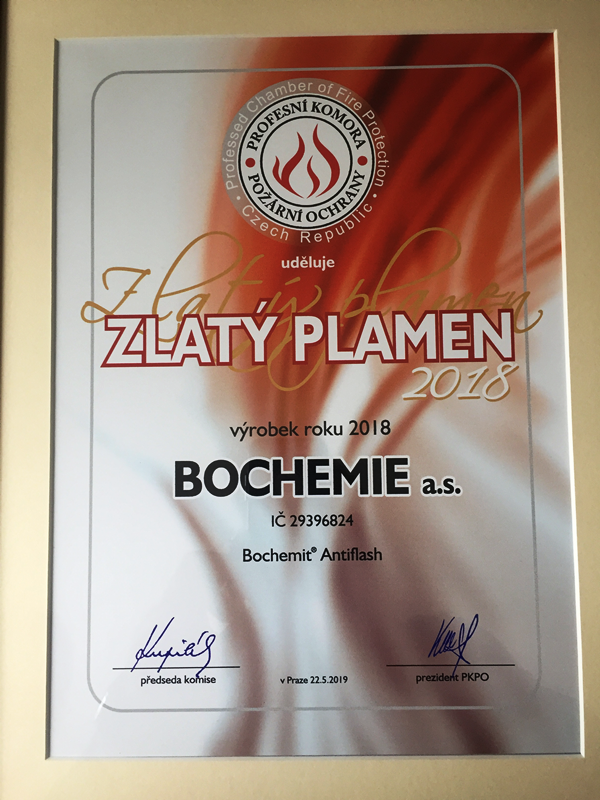 Professed Chamber of Fire Protection
• Czech Republic •
PROFESNÍ KOMORA
• POŽÁRNÍ OCHRANY •
uděluje
Zlatý plamen
ZLATÝ PLAMEN
2018
výrobek roku 2018
BOCHEMIE a.s.
IČ 29396824
Bochemit® Antiflash
předseda komise
v Praze 22.5.2019
prezident PKPO